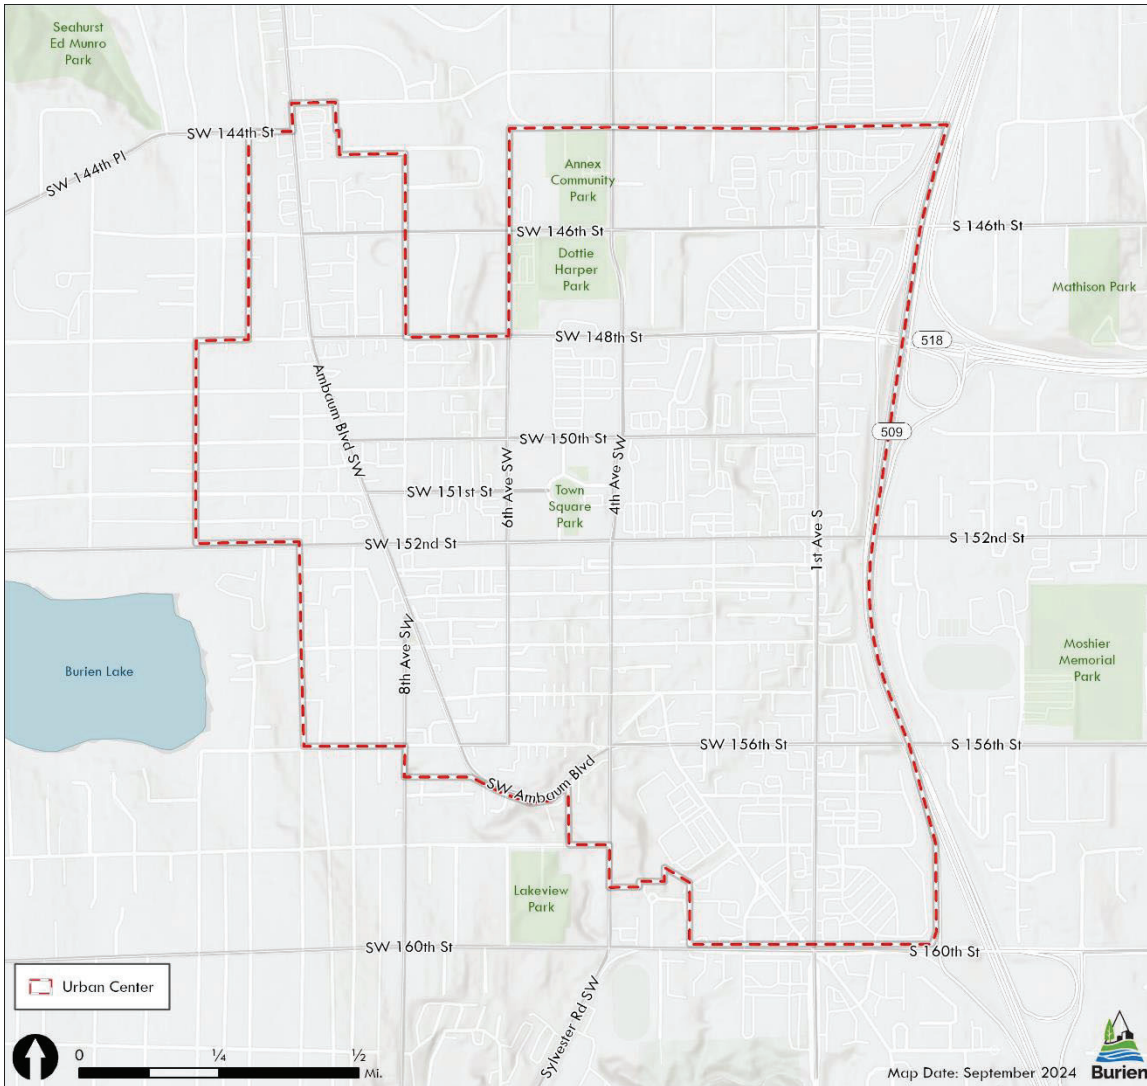 Seahurst
Ed Munro
Park
SW 144th St
SW 144th Pl
Annex
Community
Park
SW 146th St
S 146th St
Dottie
Harper
Park
Mathison Park
SW 148th St
518
Ambaum Blvd SW
509
SW 150th St
6th Ave SW
4th Ave SW
SW 151st St
Town
Square
Park
1st Ave S
SW 152nd St
S 152nd St
8th Ave SW
Burien Lake
Moshier
Memorial
Park
SW 156th St
S 156th St
SW Ambaum Blvd
Lakeview
Park
SW 160th St
S 160th St
Urban Center
Sylvester Rd SW
0 ¼ ½
Mi.
Map Date: September 2024
Burien